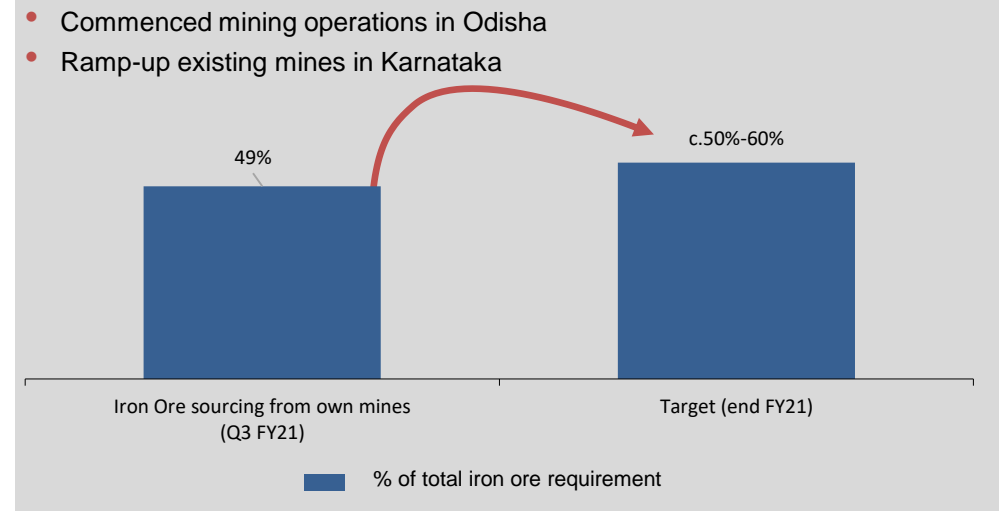 • Commenced mining operations in Odisha
• Ramp-up existing mines in Karnataka
49%
c.50%-60%
Iron Ore sourcing from own mines
(Q3 FY21)
Target (end FY21)
% of total iron ore requirement